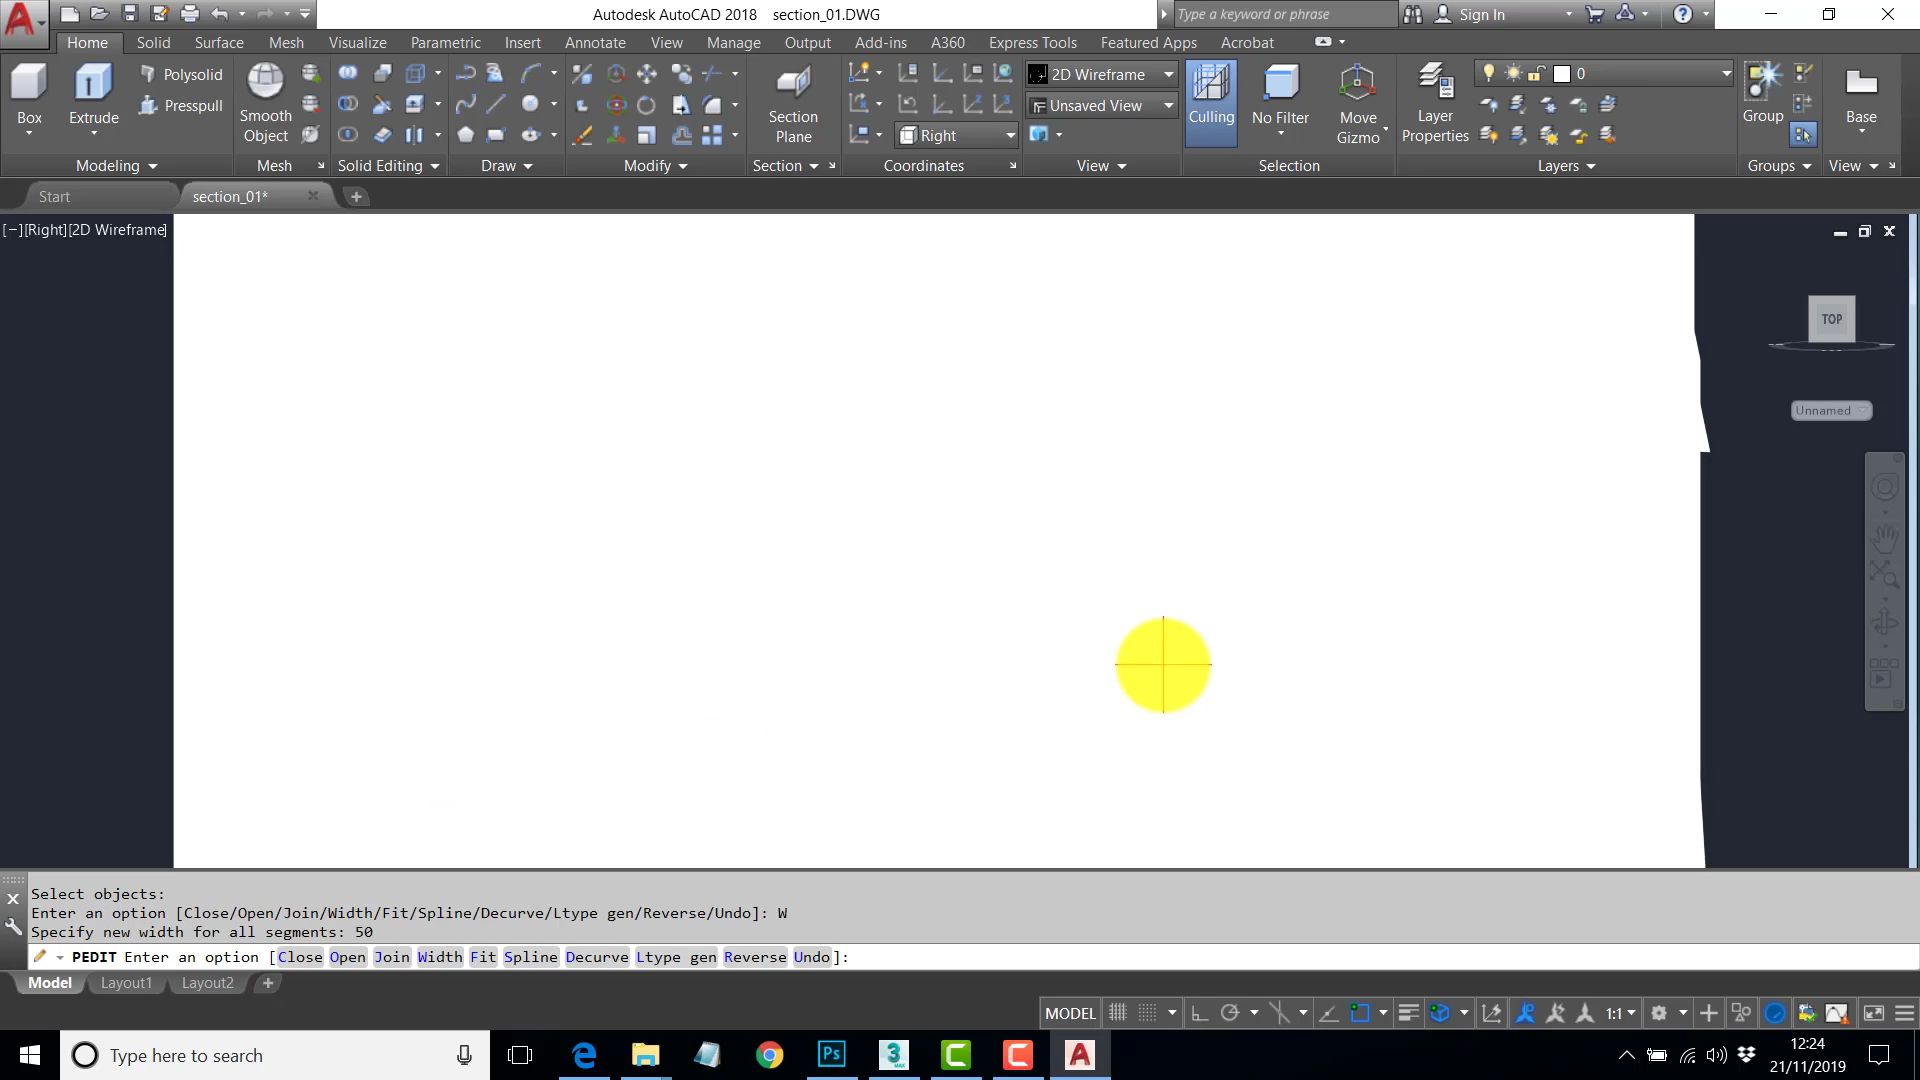 Autodesk AutoCAD 2018 section_01.DWG
Type a keyword or phrase
Sign In
Home Solid Surface Mesh Visualize Parametric Insert Annotate View Manage Output Add-ins A360 Express Tools Featured Apps Acrobat
Box
Extrude
Polysolid
Presspull
Modeling
Smooth
Object
Mesh
Solid Editing
Draw
Modify
Section
Plane
Section
Right
Coordinates
2D Wireframe
Unsaved View
View
Culling
No Filter
Move
Gizmo
Selection
Layer
Properties
0
Layers
Group
Groups
Base
View
Start
section_01*
[−][Right][2D Wireframe]
TOP
Unnamed
Select objects:
Enter an option [Close/Open/Join/Width/Fit/Spline/Decurve/Ltype gen/Reverse/Undo]: W
Specify new width for all segments: 50
PEDIT Enter an option [Close Open Join Width Fit Spline Decurve Ltype gen Reverse Undo]:
Model Layout1 Layout2
MODEL
1:1
Type here to search
Ps
3
MAX
12:24
21/11/2019